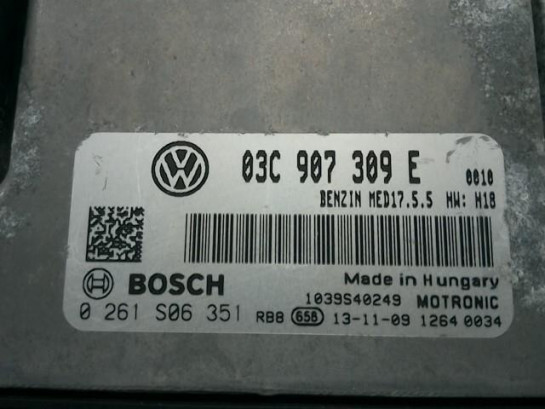 03C 907 309 E 0010
BENZIN MED17.5.5 HW: H18
BOSCH
Made in Hungary
1039S40249 MOTRONIC
0 261 S06 351
RB8 658 13-11-09 1264 0034